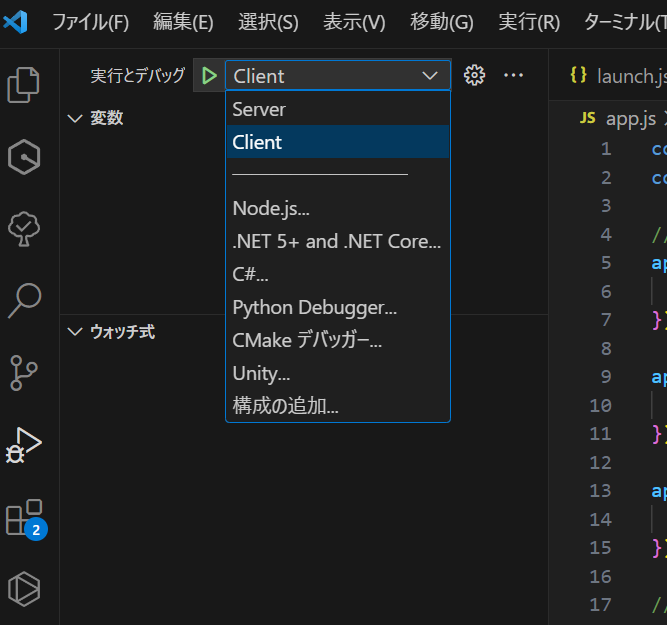 ファイル(F) 編集(E) 選択(S) 表示(V) 移動(G) 実行(R) ターミナル(T
実行とデバッグ Client
{} launch.js
変数
Server
JS app.js
Client
Node.js...
.NET 5+ and .NET Core...
C#...
Python Debugger...
ウォッチ式
CMake デバッガー...
Unity...
構成の追加...
2
1 co
2 co
3
4 //
5 ap
6
7 })
8
9 ap
10
11 })
12
13 ap
14
15 })
16
17 //